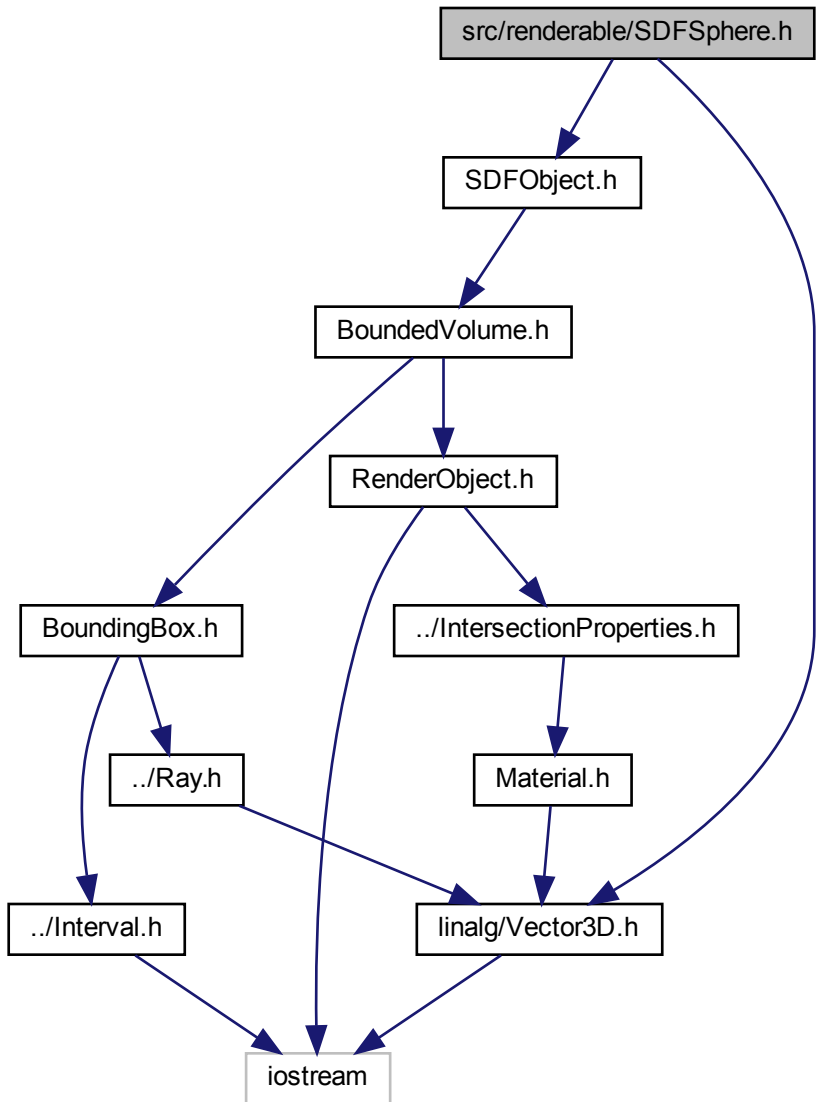 src/renderable/SDFSphere.h
SDFObject.h
BoundedVolume.h
RenderObject.h
BoundingBox.h
../IntersectionProperties.h
../Ray.h
Material.h
../Interval.h
linalg/Vector3D.h
iostream